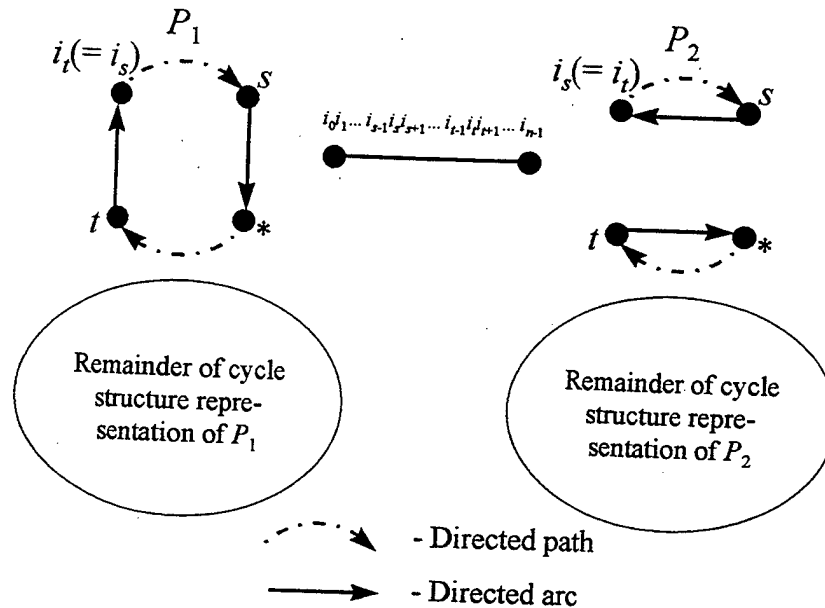 P₁
iₜ(= iₛ)
s
t
*
i₀i₁... iₛ₋₁iₛiₛ₊₁... iₜ₋₁iₜiₜ₊₁... iₙ₋₁
P₂
iₛ(= iₜ)
s
t
*
Remainder of cycle
structure repre-
sentation of P₁
Remainder of cycle
structure repre-
sentation of P₂
- Directed path
- Directed arc